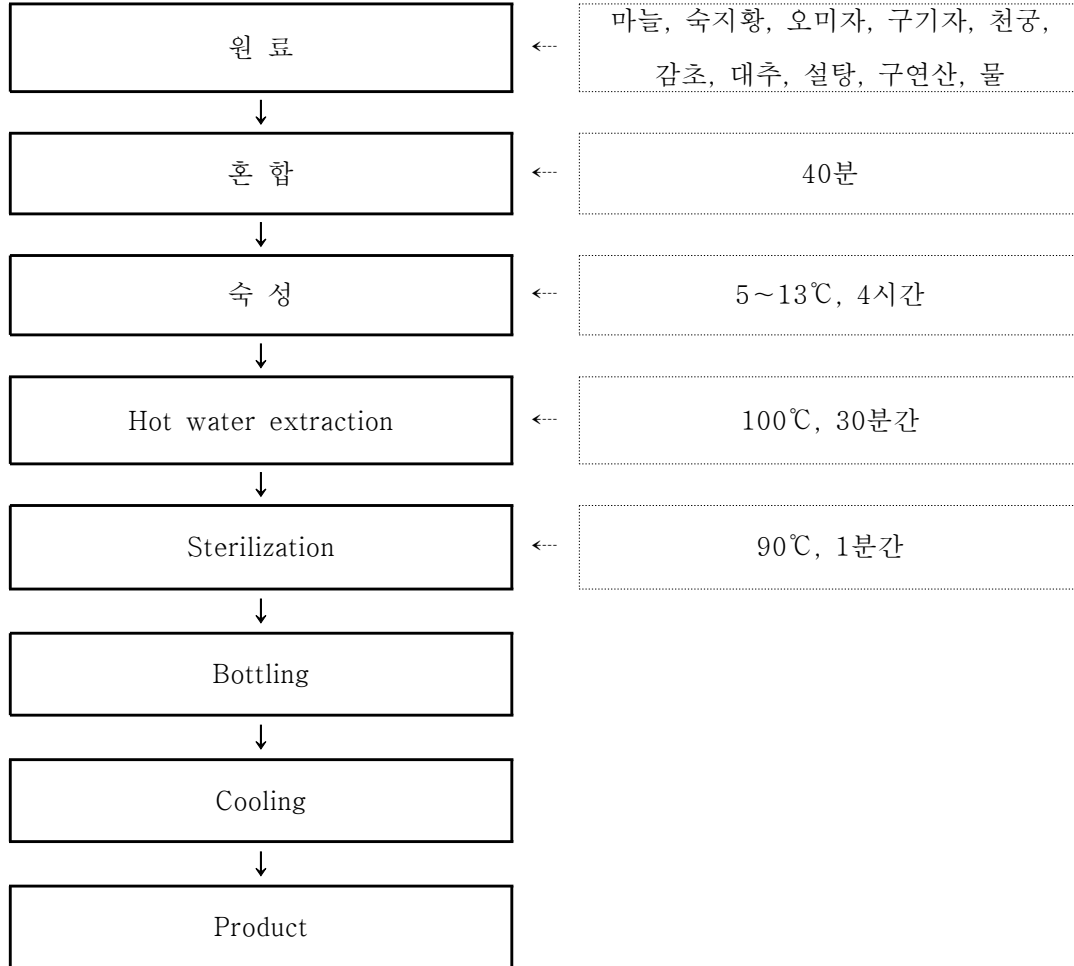 원 료
마늘, 숙지황, 오미자, 구기자, 천궁,
감초, 대추, 설탕, 구연산, 물
혼 합
40분
숙 성
5~13℃, 4시간
Hot water extraction
100℃, 30분간
Sterilization
90℃, 1분간
Bottling
Cooling
Product